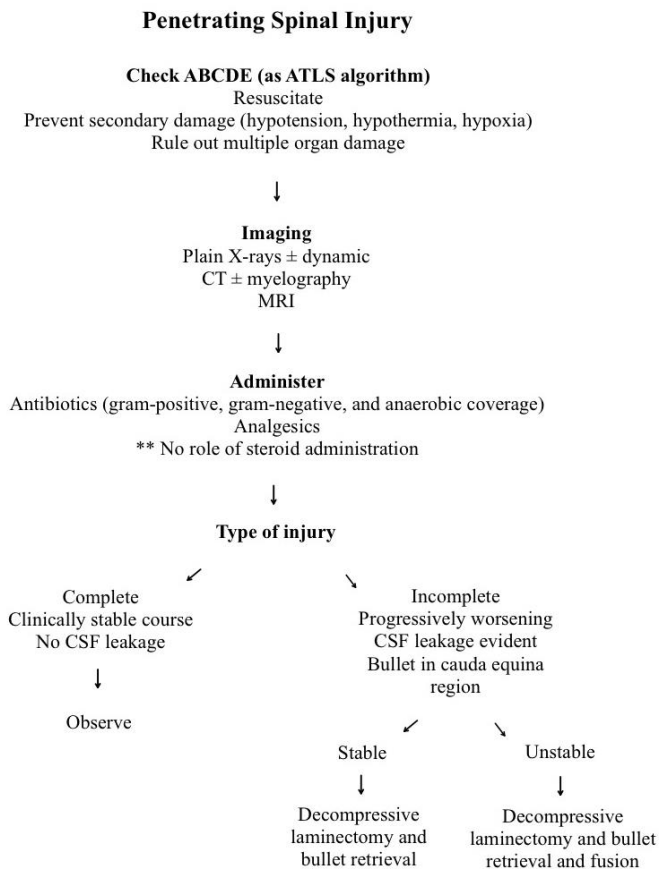 Penetrating Spinal Injury
Check ABCDE (as ATLS algorithm)
Resuscitate
Prevent secondary damage (hypotension, hypothermia, hypoxia)
Rule out multiple organ damage
Imaging
Plain X-rays ± dynamic
CT ± myelography
MRI
Administer
Antibiotics (gram-positive, gram-negative, and anaerobic coverage)
Analgesics
** No role of steroid administration
Type of injury
Complete
Clinically stable course
No CSF leakage
Observe
Incomplete
Progressively worsening
CSF leakage evident
Bullet in cauda equina
region
Stable
Decompressive
laminectomy and
bullet retrieval
Unstable
Decompressive
laminectomy and bullet
retrieval and fusion